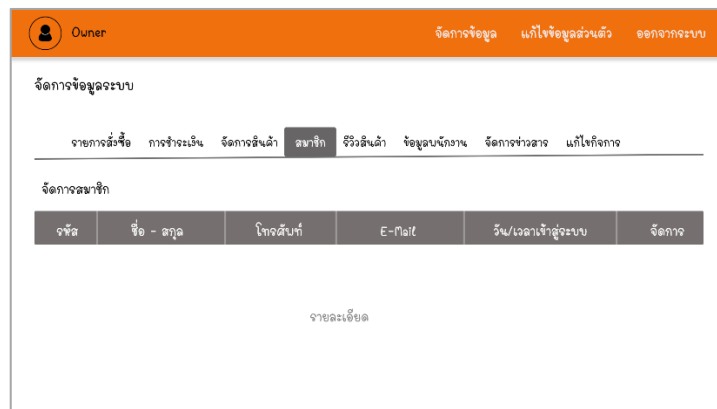 Owner จัดการข้อมูล แก้ไขข้อมูลส่วนตัว ออกจากระบบ
จัดการข้อมูลระบบ
รายการสั่งซื้อ การชำระเงิน จัดการสินค้า สมาชิก รีวิวสินค้า ข้อมูลพนักงาน จัดการข่าวสาร แก้ไขกิจการ
จัดการสมาชิก
รหัส ชื่อ - สกุล โทรศัพท์ E-Mail วัน/เวลาเข้าสู่ระบบ จัดการ
รายละเอียด